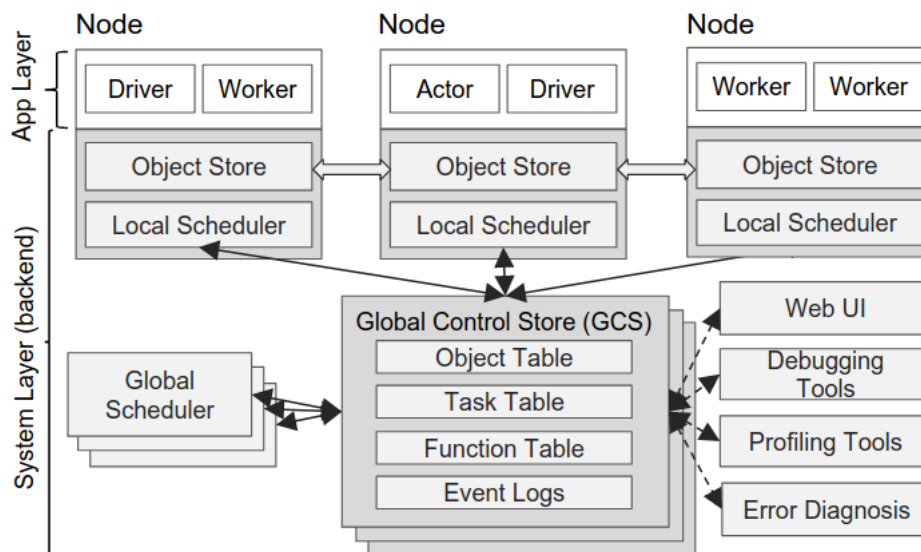 Node
Node
Node
App Layer
Driver
Worker
Actor
Driver
Worker
Worker
System Layer (backend)
Object Store
Object Store
Object Store
Local Scheduler
Local Scheduler
Local Scheduler
Global Control Store (GCS)
Object Table
Task Table
Function Table
Event Logs
Global
Scheduler
Web UI
Debugging
Tools
Profiling Tools
Error Diagnosis